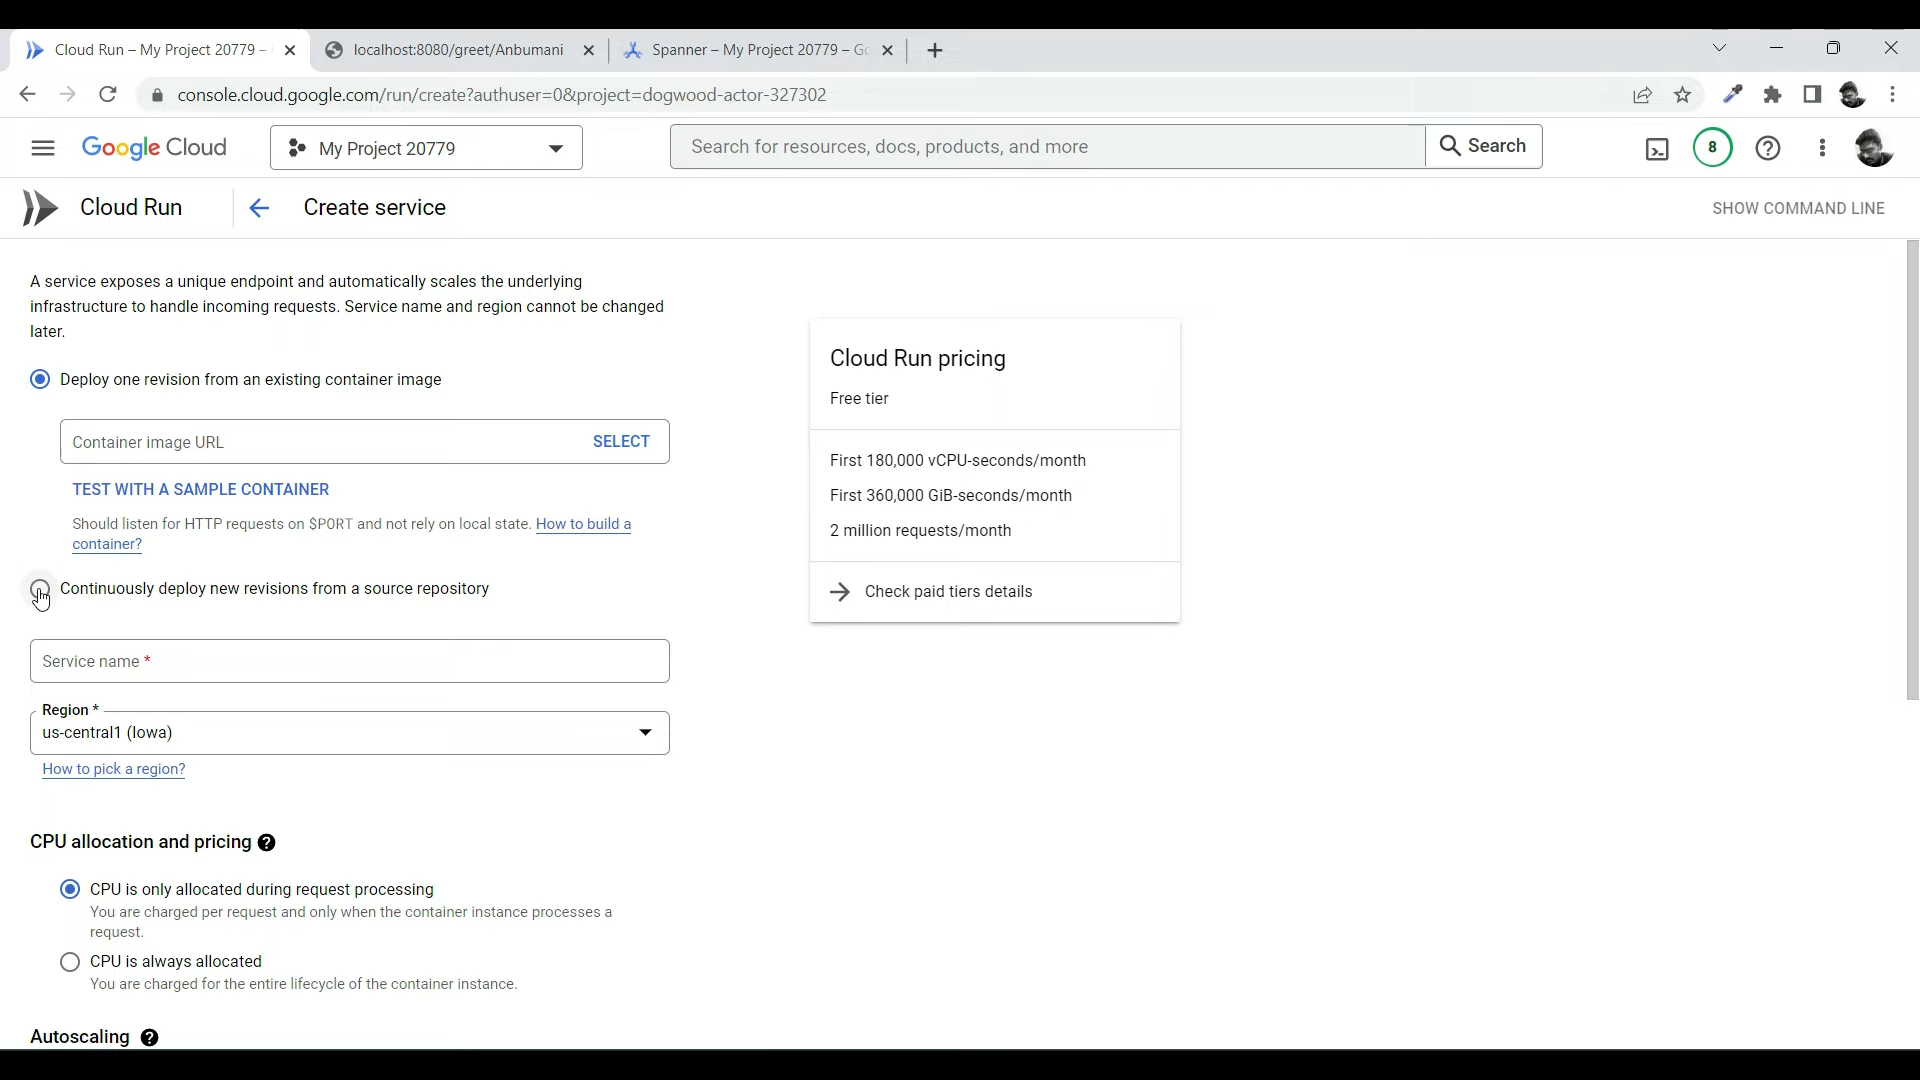 Cloud Run – My Project 20779 –
localhost:8080/greet/Anbumani
Spanner – My Project 20779 – Go
console.cloud.google.com/run/create?authuser=0&project=dogwood-actor-327302
Google Cloud
My Project 20779
Search for resources, docs, products, and more
Search
8
Cloud Run
Create service
SHOW COMMAND LINE
A service exposes a unique endpoint and automatically scales the underlying
infrastructure to handle incoming requests. Service name and region cannot be changed
later.
Deploy one revision from an existing container image
Container image URL
SELECT
TEST WITH A SAMPLE CONTAINER
Should listen for HTTP requests on $PORT and not rely on local state. How to build a
container?
Continuously deploy new revisions from a source repository
Service name *
Region *
us-central1 (Iowa)
How to pick a region?
CPU allocation and pricing
CPU is only allocated during request processing
You are charged per request and only when the container instance processes a
request.
CPU is always allocated
You are charged for the entire lifecycle of the container instance.
Autoscaling
Cloud Run pricing
Free tier
First 180,000 vCPU-seconds/month
First 360,000 GiB-seconds/month
2 million requests/month
Check paid tiers details